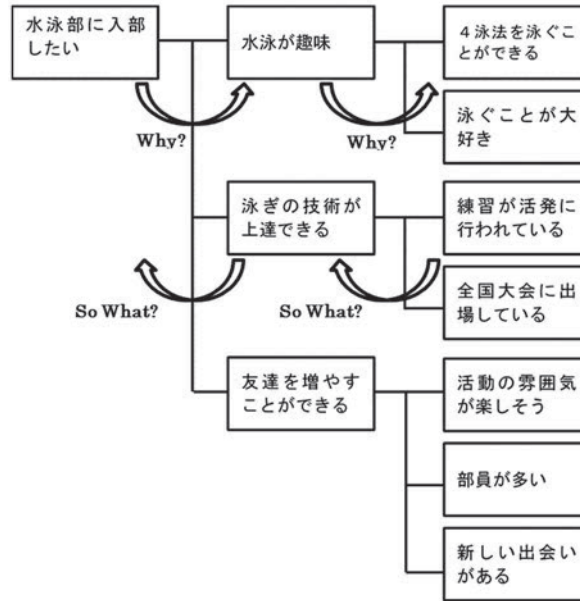 水泳部に入部
したい
水泳が趣味
４泳法を泳ぐこ
とができる
Why?
Why?
泳ぐことが大
好き
泳ぎの技術が
上達できる
練習が活発に
行われている
So What?
So What?
全国大会に出
場している
友達を増やす
ことができる
活動の雰囲気
が楽しそう
部員が多い
新しい出会い
がある